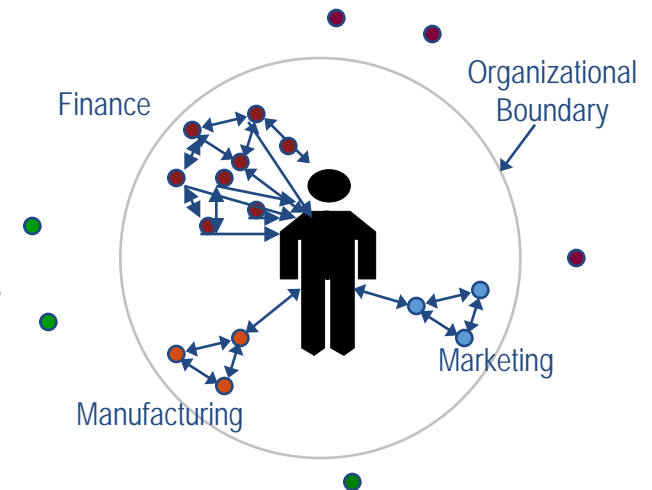 Finance
Organizational
Boundary
Marketing
Manufacturing